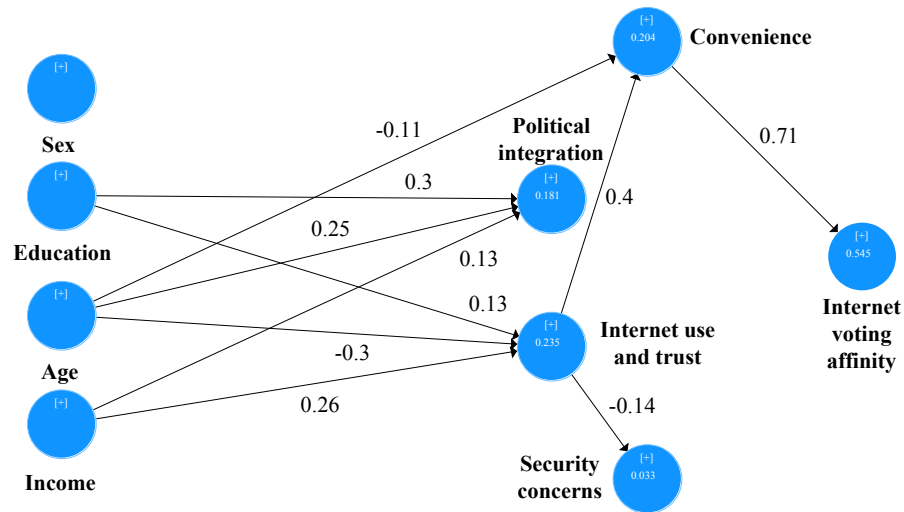 [+]
0.204
Convenience
[+]
Sex
-0.11
Political
integration
0.71
[+]
Education
0.3
[+]
0.181
0.4
0.25
0.13
[+]
0.545
Internet
voting
affinity
[+]
Age
0.13
-0.3
[+]
0.235
Internet use
and trust
[+]
Income
0.26
-0.14
Security
concerns
[+]
0.033